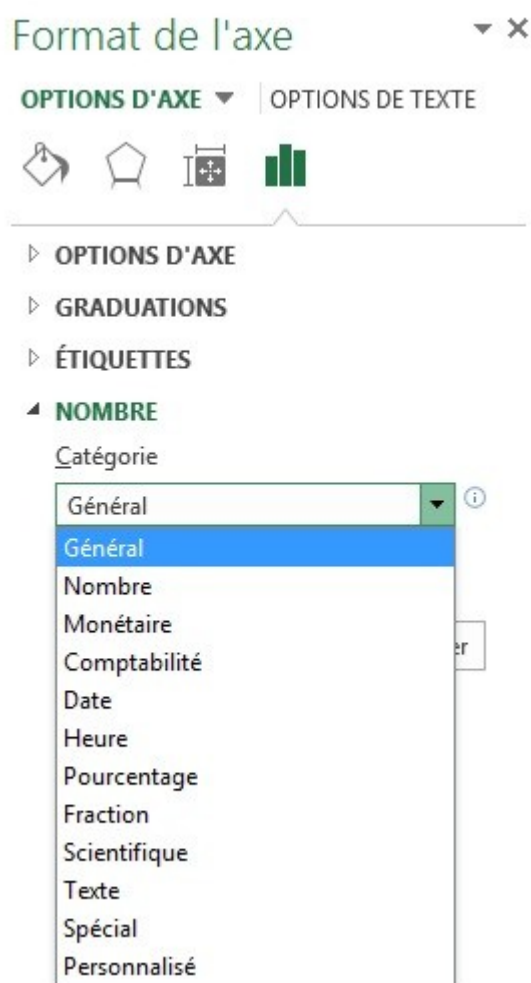 Format de l'axe
OPTIONS D'AXE OPTIONS DE TEXTE
OPTIONS D'AXE
GRADUATIONS
ÉTIQUETTES
NOMBRE
Catégorie
Général
Général
Nombre
Monétaire
Comptabilité
Date
Heure
Pourcentage
Fraction
Scientifique
Texte
Spécial
Personnalisé